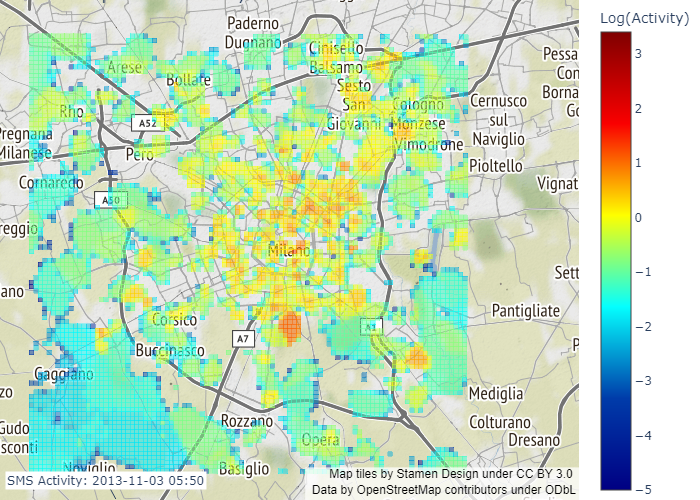 Paderno
Dugnano
Cinisello
Balsamo
Sesto
San
Giovanni
Cologno
Monzese
Vimodrone
Arese
Bollate
Rho
A52
Pero
Pregnana
Milanese
Cornaredo
A50
reggio
Cernusco
sul
Naviglio
Pioltello
Pessa
Con
Borna
Go
Vignat
Milano
Sett
ano
Pantigliate
Corsico
A7
A1
Buccinasco
Gaggiano
P
Mediglia
Colturano
Dresano
zo
Gudo
sconti
Rozzano
Opera
Noviglio
Basiglio
SMS Activity: 2013-11-03 05:50
Map tiles by Stamen Design under CC BY 3.0
Data by OpenStreetMap contributors under ODbL
Log(Activity)
3
2
1
0
−1
−2
−3
−4
−5